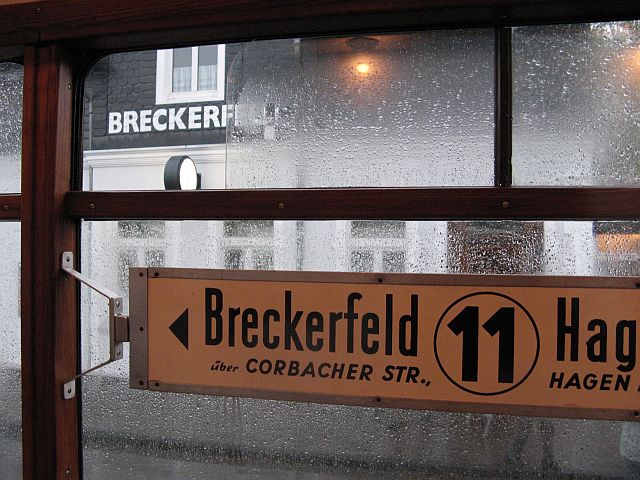 BRECKERF
Breckerfeld 11 Hag
über CORBACHER STR., HAGEN